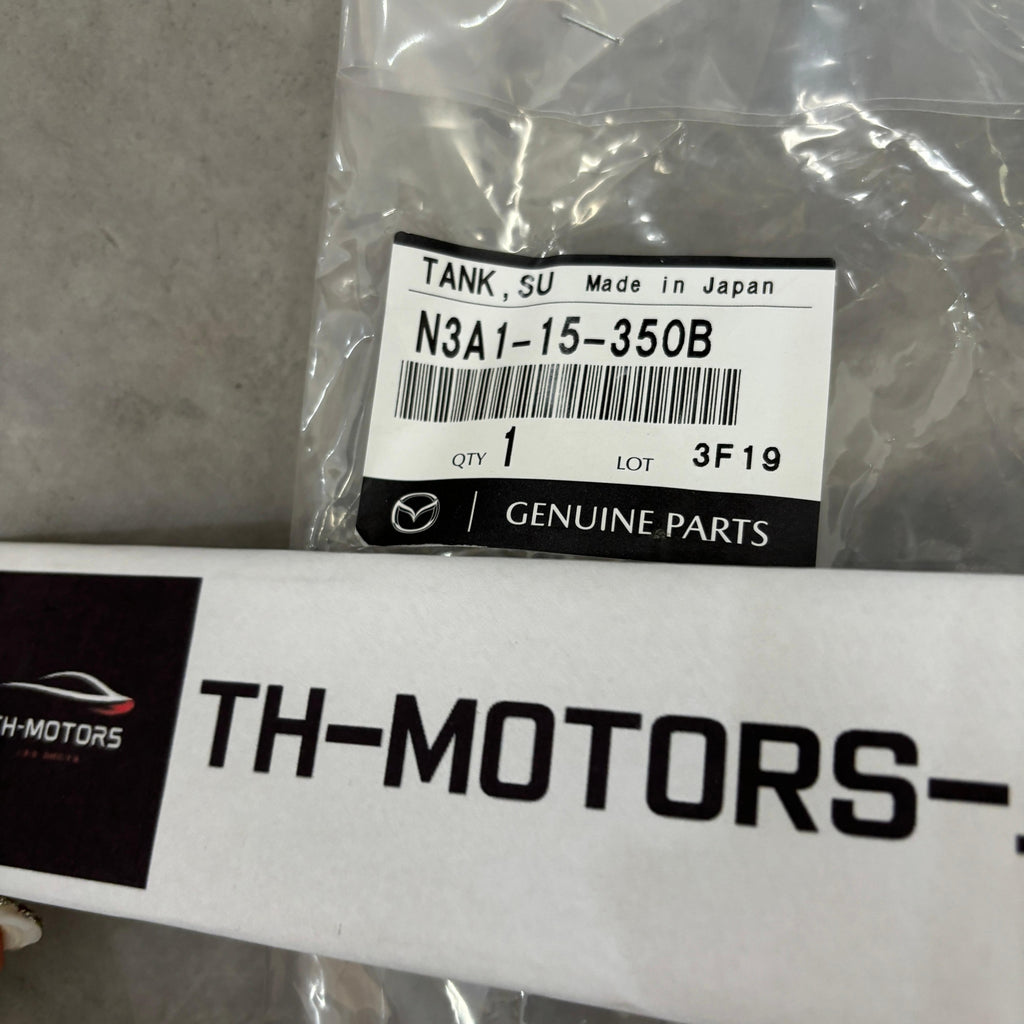 TANK, SU Made in Japan
N3A1-15-350B
QTY 1 LOT 3F19
GENUINE PARTS
TH-MOTORS-
TH-MOTORS